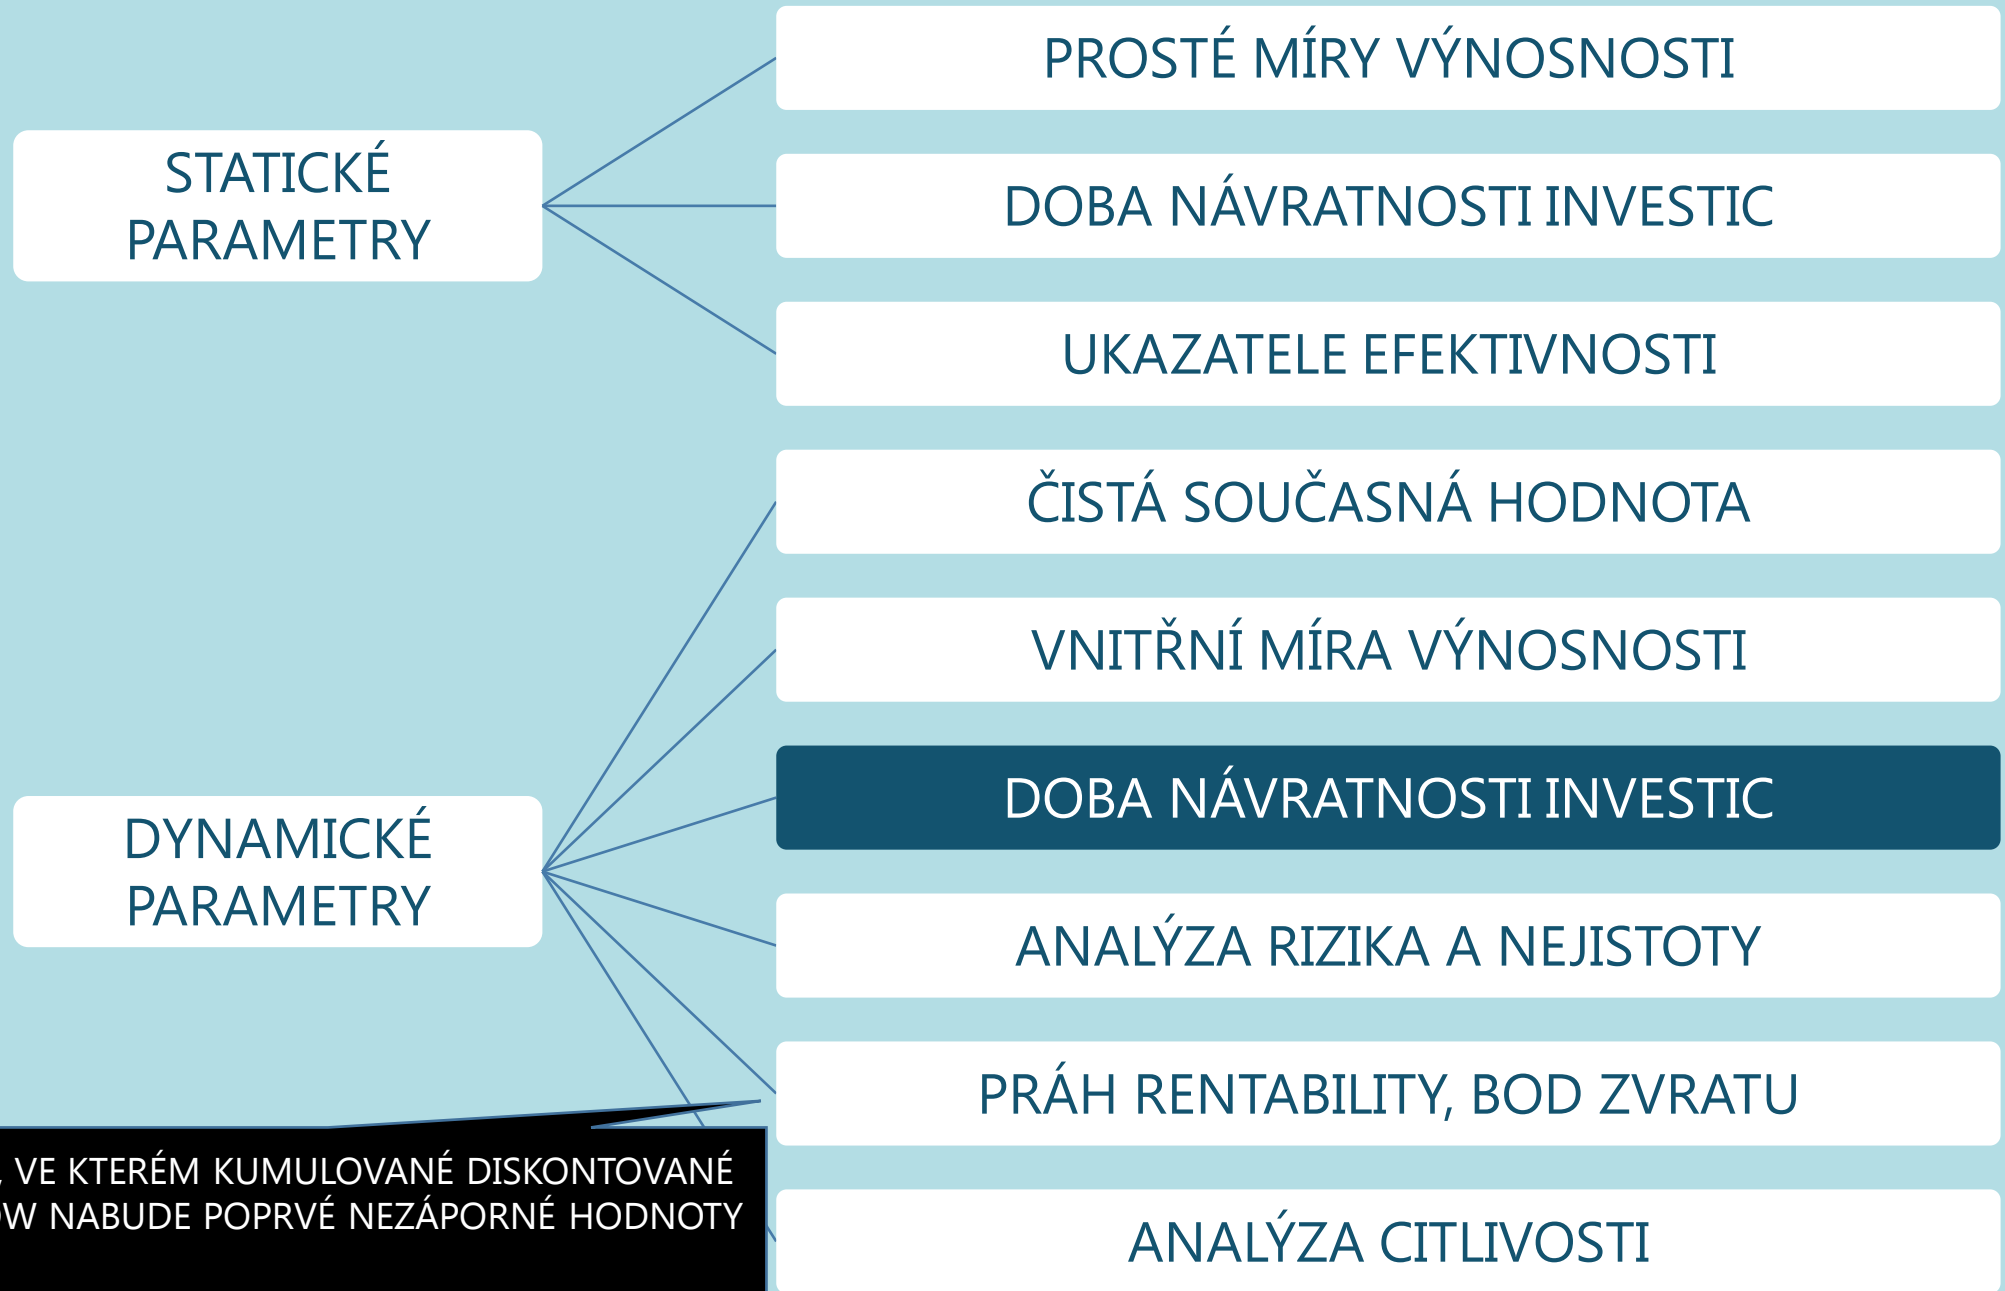 STATICKÉ
PARAMETRY
PROSTÉ MÍRY VÝNOSNOSTI
DOBA NÁVRATNOSTI INVESTIC
UKAZATELE EFEKTIVNOSTI
DYNAMICKÉ
PARAMETRY
ČISTÁ SOUČASNÁ HODNOTA
VNITŘNÍ MÍRA VÝNOSNOSTI
DOBA NÁVRATNOSTI INVESTIC
ANALÝZA RIZIKA A NEJISTOTY
PRÁH RENTABILITY, BOD ZVRATU
ANALÝZA CITLIVOSTI
, VE KTERÉM KUMULOVANÉ DISKONTOVANÉ
OW NABUDE POPRVÉ NEZÁPORNÉ HODNOTY